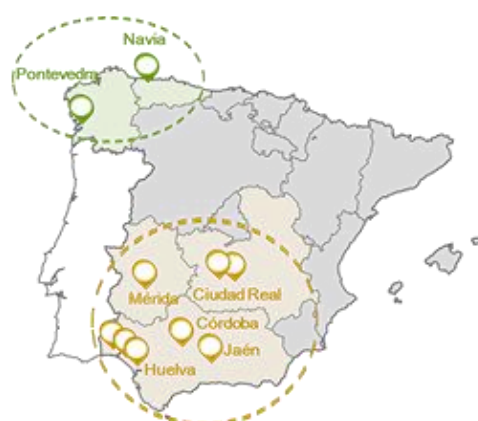 Navia
Pontevedra
Mérida
Ciudad Real
Córdoba
Jaén
Huelva